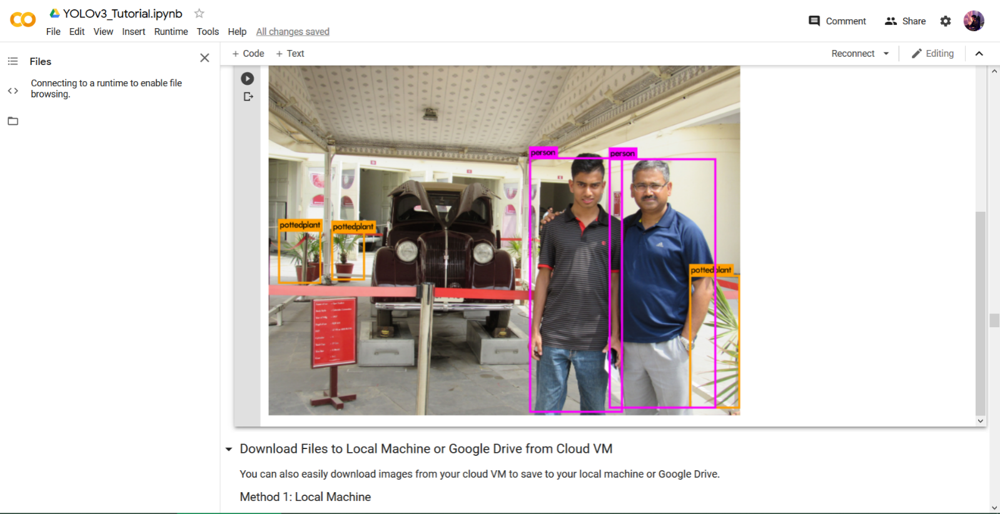 YOLOv3_Tutorial.ipynb
File Edit View Insert Runtime Tools Help All changes saved
Comment Share
Files
Connecting to a runtime to enable file
browsing.
+ Code + Text
Reconnect Editing
person person
pottedplant pottedplant
pottedplant
Download Files to Local Machine or Google Drive from Cloud VM
You can also easily download images from your cloud VM to save to your local machine or Google Drive.
Method 1: Local Machine